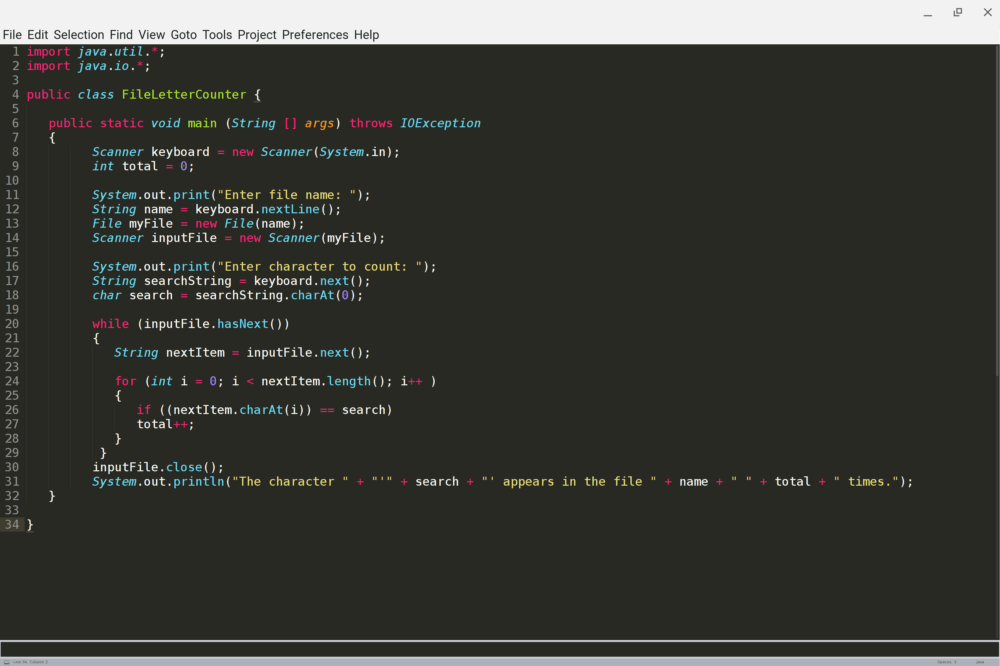 File Edit Selection Find View Goto Tools Project Preferences Help
1 import java.util.*;
2 import java.io.*;
3
4 public class FileLetterCounter {
5
6    public static void main (String [] args) throws IOException
7    {
8          Scanner keyboard = new Scanner(System.in);
9          int total = 0;
10
11          System.out.print("Enter file name: ");
12          String name = keyboard.nextLine();
13          File myFile = new File(name);
14          Scanner inputFile = new Scanner(myFile);
15
16          System.out.print("Enter character to count: ");
17          String searchString = keyboard.next();
18          char search = searchString.charAt(0);
19
20          while (inputFile.hasNext())
21          {
22             String nextItem = inputFile.next();
23
24             for (int i = 0; i < nextItem.length(); i++ )
25             {
26                if ((nextItem.charAt(i)) == search)
27                total++;
28             }
29           }
30          inputFile.close();
31          System.out.println("The character " + "'" + search + "' appears in the file " + name + " " + total + " times.");
32    }
33
34 }
Line 34, Column 2
Spaces: 3
Java